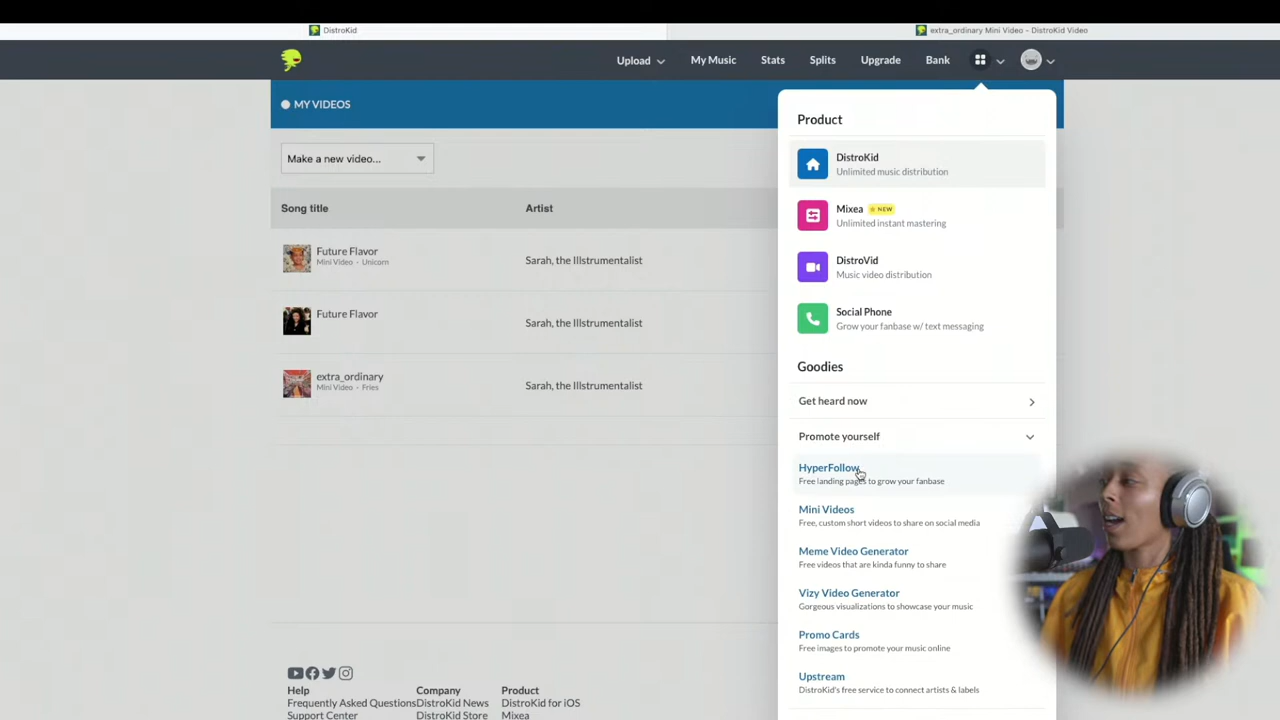 DistroKid
extra_ordinary Mini Video - DistroKid Video
Upload
My Music
Stats
Splits
Upgrade
Bank
MY VIDEOS
Make a new video...
Song title
Artist
Future Flavor
Mini Video • Unicorn
Sarah, the Illstrumentalist
Future Flavor
Sarah, the Illstrumentalist
extra_ordinary
Mini Video • Fries
Sarah, the Illstrumentalist
Product
DistroKid
Unlimited music distribution
Mixea NEW
Unlimited instant mastering
DistroVid
Music video distribution
Social Phone
Grow your fanbase w/ text messaging
Goodies
Get heard now
Promote yourself
HyperFollow
Free landing pages to grow your fanbase
Mini Videos
Free, custom short videos to share on social media
Meme Video Generator
Free videos that are kinda funny to share
Vizy Video Generator
Gorgeous visualizations to showcase your music
Promo Cards
Free images to promote your music online
Upstream
DistroKid's free service to connect artists & labels
Help
Frequently Asked Questions
Support Center
Company
DistroKid News
DistroKid Store
Product
DistroKid for iOS
Mixea